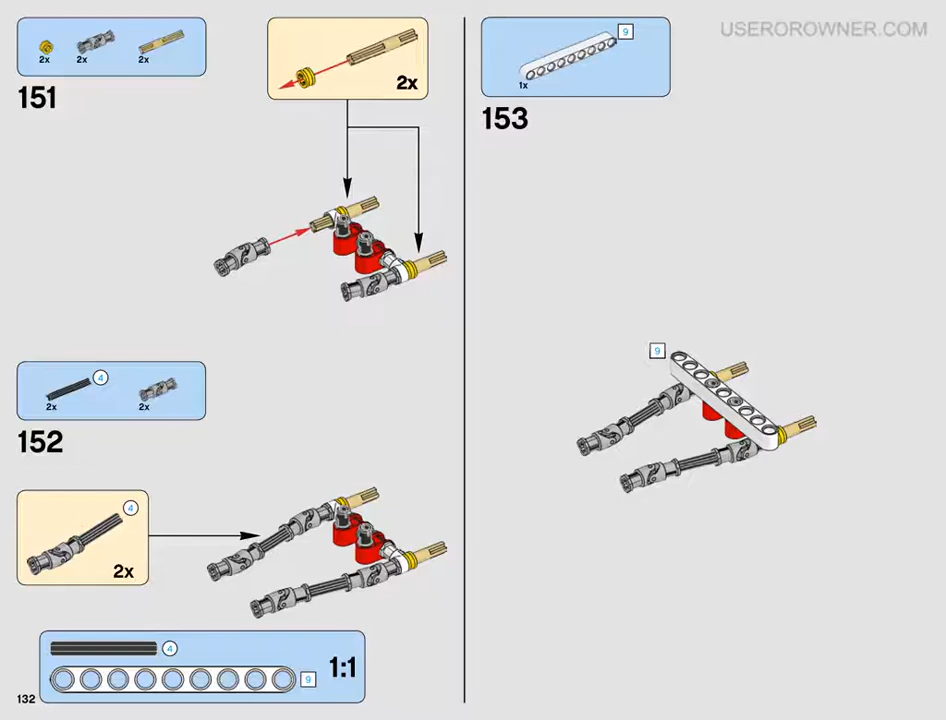 2x 2x 2x
151
2x
4
2x 2x
152
4
2x
4
9
1:1
132
USEROROWNER.COM
9
1x
153
9